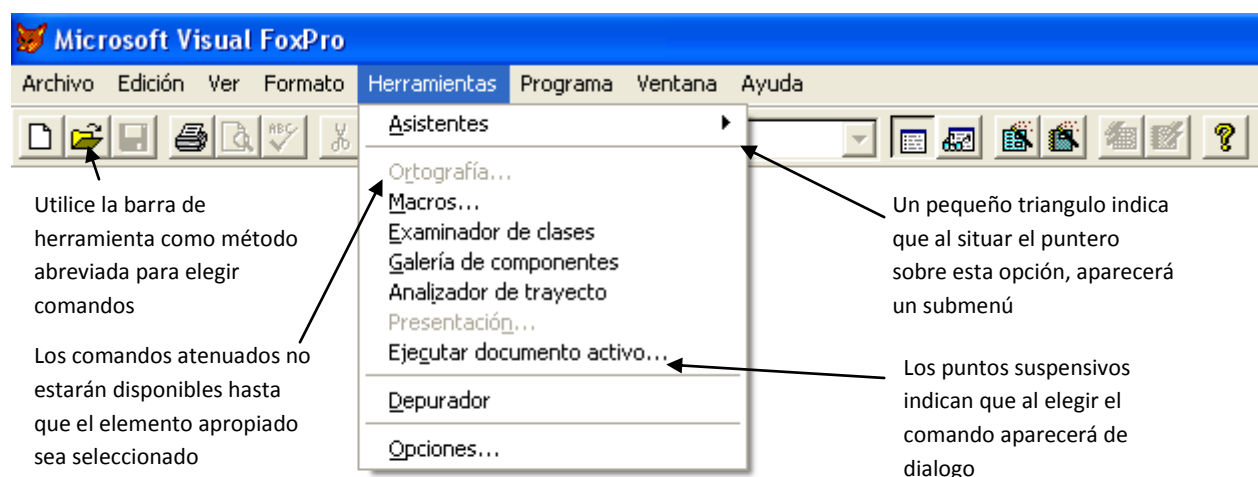 Microsoft Visual FoxPro
Archivo Edición Ver Formato Herramientas Programa Ventana Ayuda
ABC
Asistentes
Ortografía...
Macros...
Examinador de clases
Galería de componentes
Analizador de trayecto
Presentación...
Ejecutar documento activo...
Depurador
Opciones...
Utilice la barra de
herramienta como método
abreviada para elegir
comandos
Los comandos atenuados no
estarán disponibles hasta
que el elemento apropiado
sea seleccionado
Un pequeño triangulo indica
que al situar el puntero
sobre esta opción, aparecerá
un submenú
Los puntos suspensivos
indican que al elegir el
comando aparecerá de
dialogo